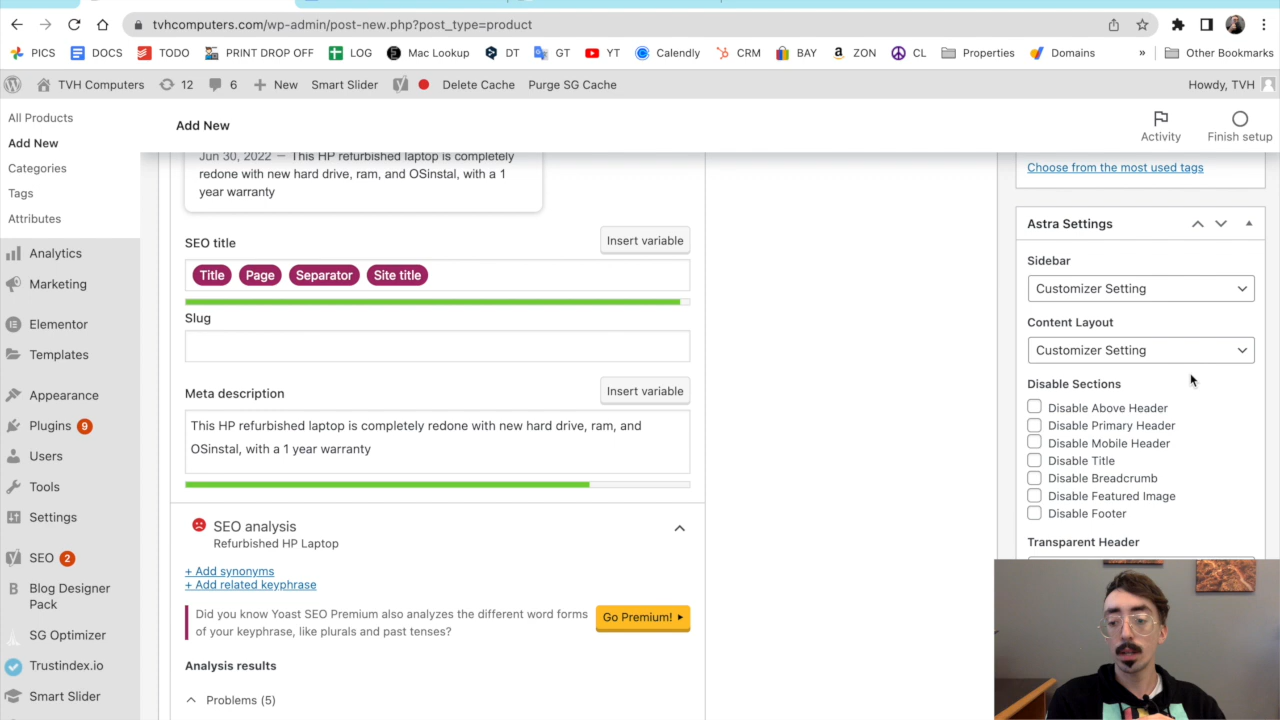 tvhcomputers.com/wp-admin/post-new.php?post_type=product
PICS DOCS TODO PRINT DROP OFF LOG Mac Lookup DT GT YT Calendly CRM BAY ZON CL Properties Domains » Other Bookmarks
TVH Computers 12 6 New Smart Slider Delete Cache Purge SG Cache Howdy, TVH
All Products
Add New
Categories
Tags
Attributes
Analytics
Marketing
Elementor
Templates
Appearance
Plugins 9
Users
Tools
Settings
SEO 2
Blog Designer
Pack
SG Optimizer
Trustindex.io
Smart Slider
Add New
Activity
Finish setup
Jun 30, 2022 – This HP refurbished laptop is completely
redone with new hard drive, ram, and OSinstal, with a 1
year warranty
SEO title
Insert variable
Title Page Separator Site title
Slug
Meta description
Insert variable
This HP refurbished laptop is completely redone with new hard drive, ram, and
OSinstal, with a 1 year warranty
SEO analysis
Refurbished HP Laptop
+ Add synonyms
+ Add related keyphrase
Did you know Yoast SEO Premium also analyzes the different word forms
of your keyphrase, like plurals and past tenses?
Go Premium!
Analysis results
Problems (5)
Choose from the most used tags
Astra Settings
Sidebar
Customizer Setting
Content Layout
Customizer Setting
Disable Sections
Disable Above Header
Disable Primary Header
Disable Mobile Header
Disable Title
Disable Breadcrumb
Disable Featured Image
Disable Footer
Transparent Header